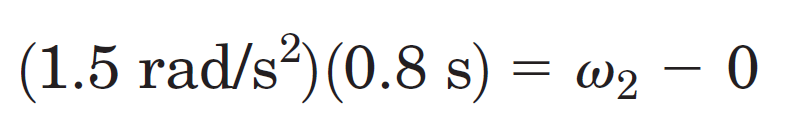 (1.5 rad/s²)(0.8 s) = ω₂ − 0